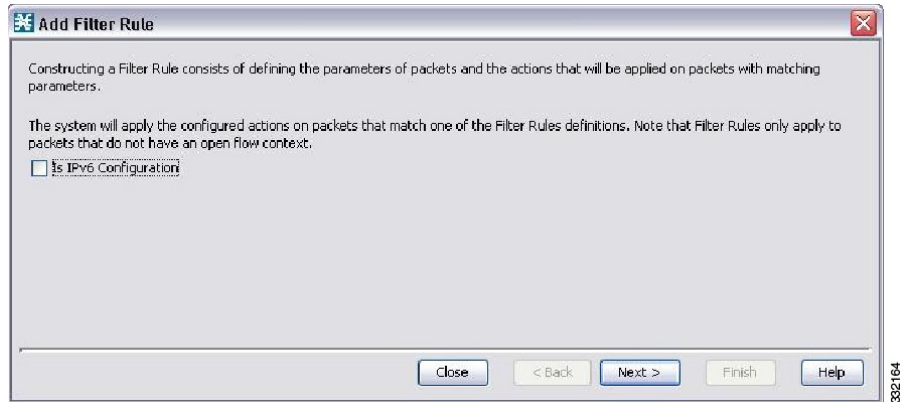 Add Filter Rule
Constructing a Filter Rule consists of defining the parameters of packets and the actions that will be applied on packets with matching
parameters.
The system will apply the configured actions on packets that match one of the Filter Rules definitions. Note that Filter Rules only apply to
packets that do not have an open flow context.
Is IPv6 Configuration
Close
< Back
Next >
Finish
Help
332164